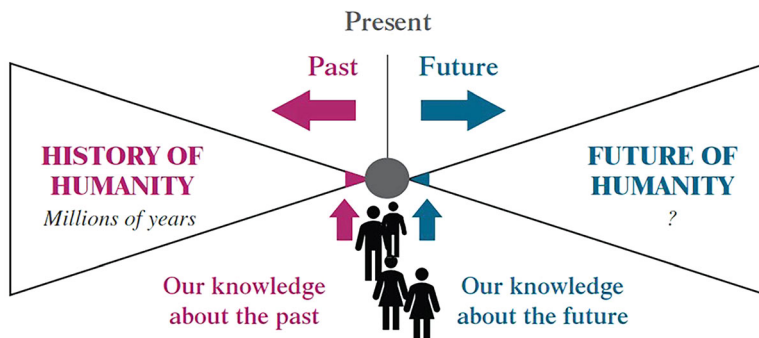 Present
Past
Future
HISTORY OF
HUMANITY
Millions of years
FUTURE OF
HUMANITY
?
Our knowledge
about the past
Our knowledge
about the future